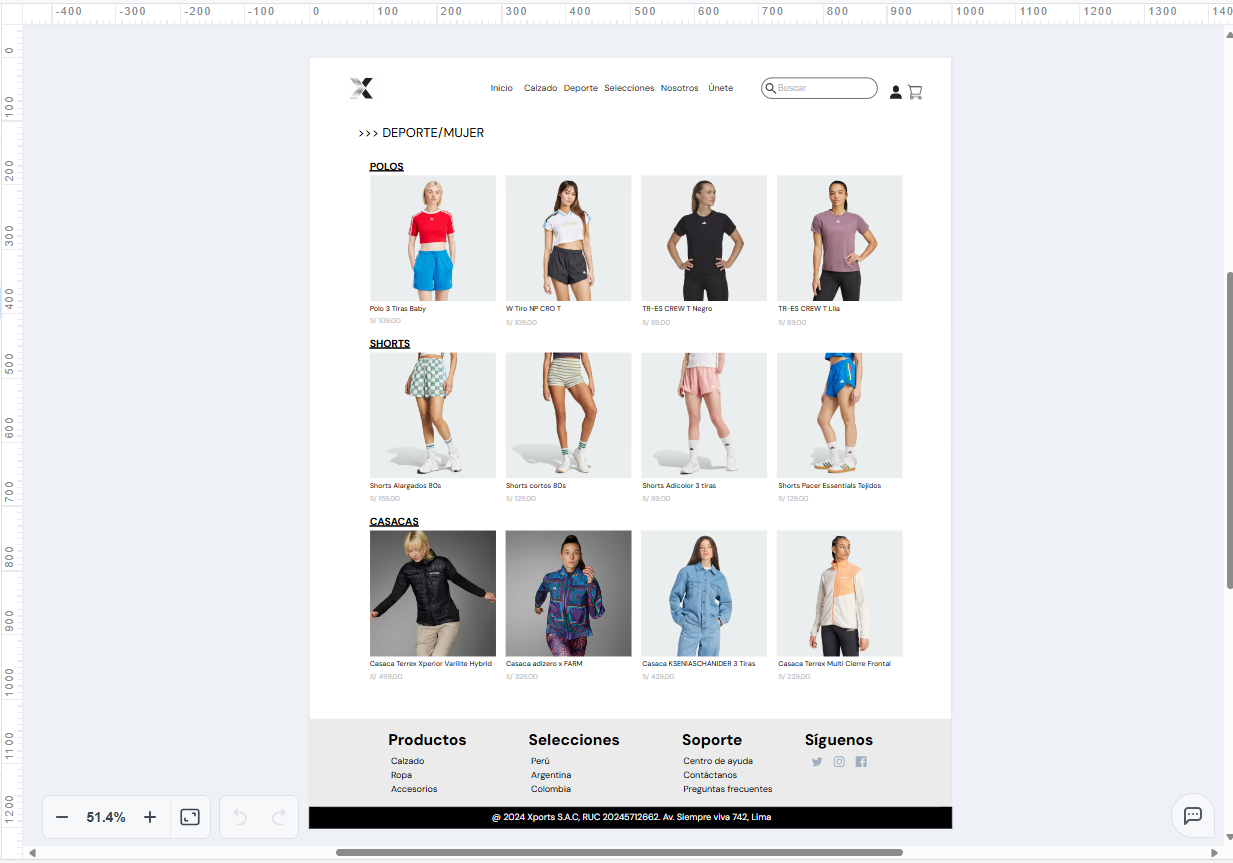 -400 -300 -200 -100 0 100 200 300 400 500 600 700 800 900 1000 1100 1200 1300 140
0
100
200
300
400
500
600
700
800
900
1000
1100
1200
X
Inicio Calzado Deporte Selecciones Nosotros Únete
Buscar
>>> DEPORTE/MUJER
POLOS
Polo 3 Tiras Baby W Tiro NP CRO T TR-ES CREW T Negro TR-ES CREW T Lila
S/ 109.00 S/ 109.00 S/ 89.00 S/ 89.00
SHORTS
Shorts Alargados 80s Shorts cortos 80s Shorts Adicolor 3 tiras Shorts Pacer Essentials Tejidos
S/ 159.00 S/ 129.00 S/ 99.00 S/ 129.00
CASACAS
Casaca Terrex Xperior Varilite Hybrid Casaca adizero x FARM Casaca KSENIASCHANIDER 3 Tiras Casaca Terrex Multi Cierre Frontal
S/ 499.00 S/ 329.00 S/ 429.00 S/ 229.00
Productos Selecciones Soporte Síguenos
Calzado Perú Centro de ayuda
Ropa Argentina Contáctanos
Accesorios Colombia Preguntas frecuentes
51.4%
@ 2024 Xports S.A.C, RUC 20245712662. Av. Siempre viva 742, Lima